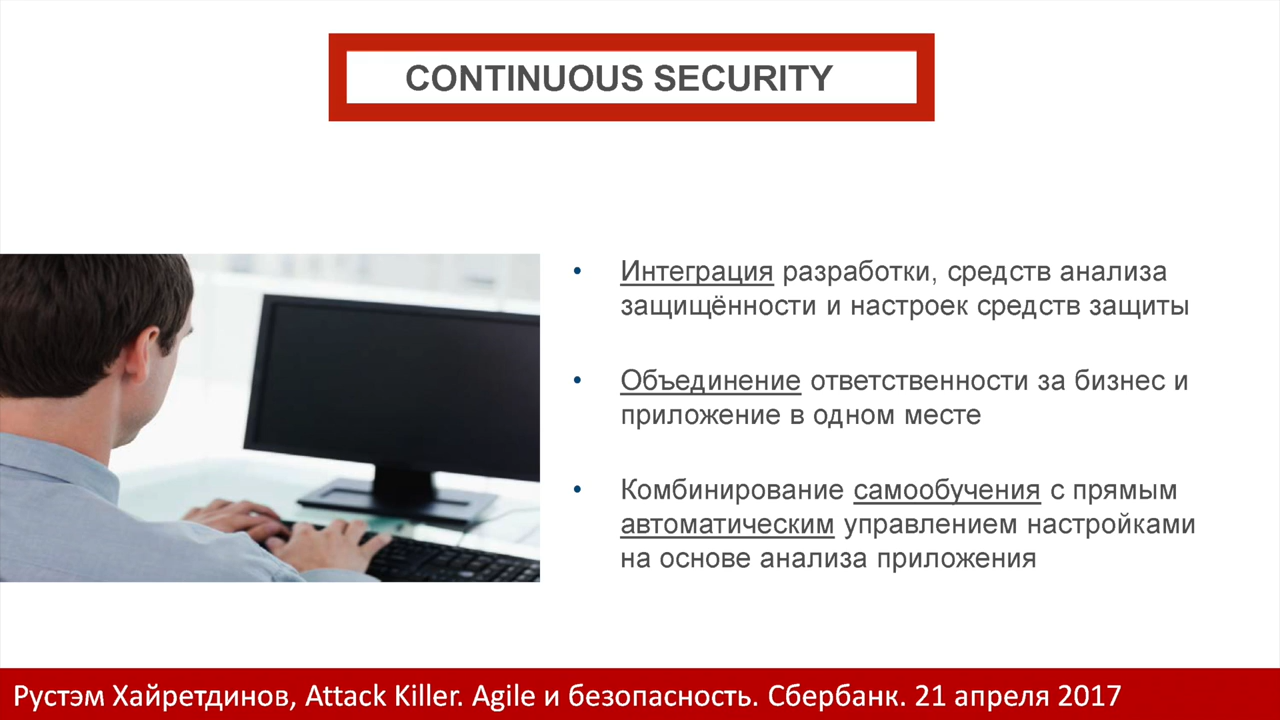 CONTINUOUS SECURITY
• Интеграция разработки, средств анализа
защищённости и настроек средств защиты
• Объединение ответственности за бизнес и
приложение в одном месте
• Комбинирование самообучения с прямым
автоматическим управлением настройками
на основе анализа приложения
Рустэм Хайретдинов, Attack Killer. Agile и безопасность. Сбербанк. 21 апреля 2017